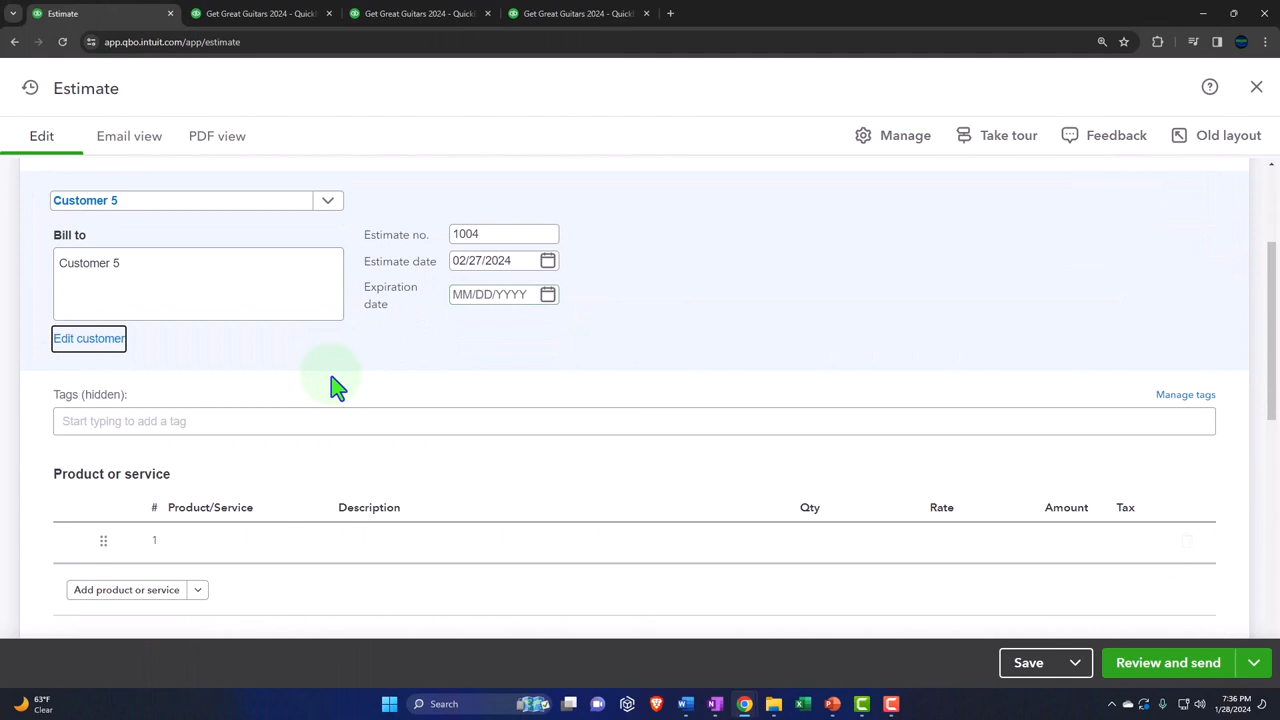 Estimate
Get Great Guitars 2024 - Quick
Get Great Guitars 2024 - Quick
Get Great Guitars 2024 - Quick
app.qbo.intuit.com/app/estimate
Estimate
Edit
Email view
PDF view
Manage
Take tour
Feedback
Old layout
Customer 5
Bill to
Customer 5
Edit customer
Estimate no.
1004
Estimate date
02/27/2024
Expiration
date
MM/DD/YYYY
Tags (hidden):
Manage tags
Start typing to add a tag
Product or service
# Product/Service Description Qty Rate Amount Tax
1
Add product or service
Save
Review and send
63°F
Clear
Search
7:36 PM
1/28/2024